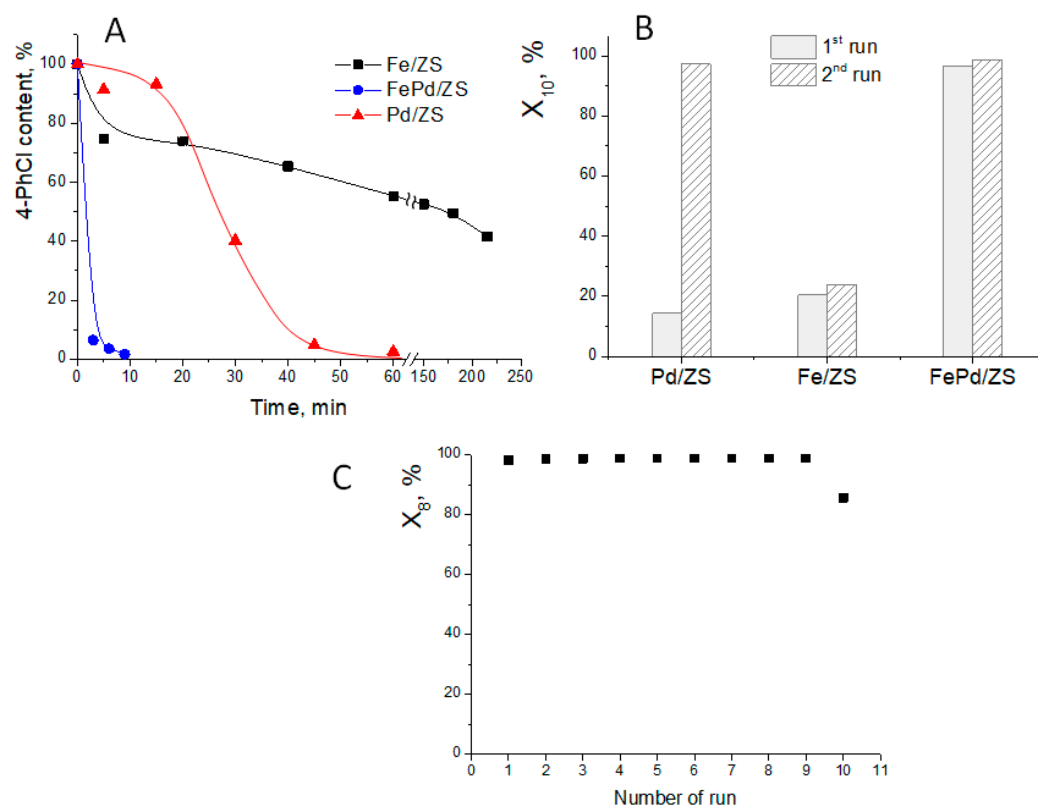 A
4-PhCl content, %
100
80
60
40
20
0
Fe/ZS
FePd/ZS
Pd/ZS
0 10 20 30 40 50 60 150 200 250
Time, min
B
X10, %
100
80
60
40
20
0
1st run
2nd run
Pd/ZS Fe/ZS FePd/ZS
C
X8, %
100
80
60
40
20
0
0 1 2 3 4 5 6 7 8 9 10 11
Number of run